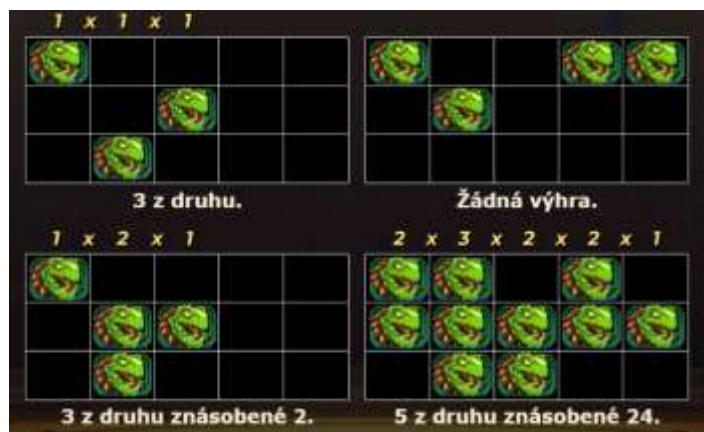 1 x 1 x 1
3 z druhu.
Žádná výhra.
1 x 2 x 1
2 x 3 x 2 x 2 x 1
3 z druhu znásobené 2.
5 z druhu znásobené 24.